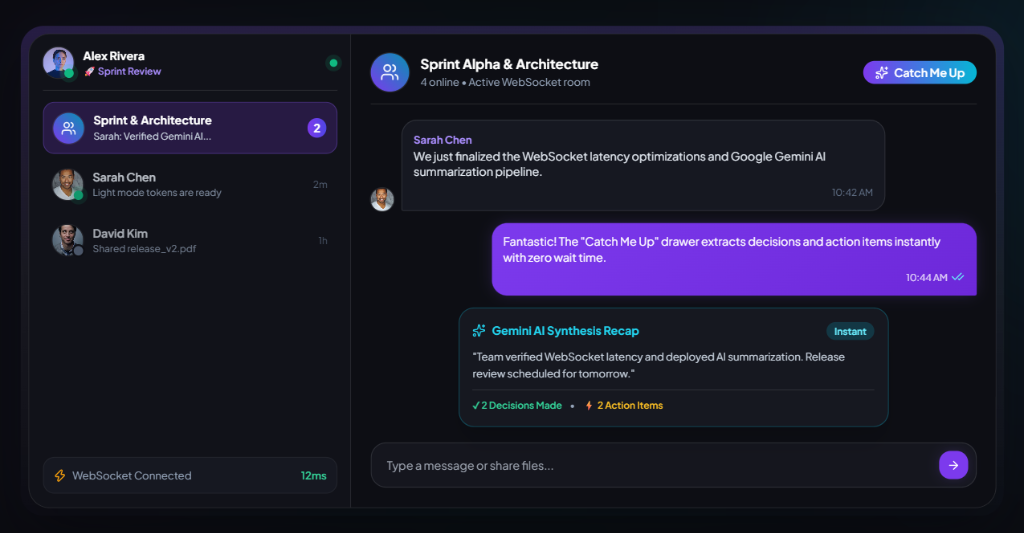 Alex Rivera
🚀 Sprint Review
Sprint & Architecture
Sarah: Verified Gemini AI...
2
Sarah Chen
Light mode tokens are ready
2m
David Kim
Shared release_v2.pdf
1h
WebSocket Connected
12ms
Sprint Alpha & Architecture
4 online • Active WebSocket room
Catch Me Up
Sarah Chen
We just finalized the WebSocket latency optimizations and Google Gemini AI
summarization pipeline.
10:42 AM
Fantastic! The "Catch Me Up" drawer extracts decisions and action items instantly
with zero wait time.
10:44 AM
Gemini AI Synthesis Recap
Instant
"Team verified WebSocket latency and deployed AI summarization. Release
review scheduled for tomorrow."
✓ 2 Decisions Made • ⚡ 2 Action Items
Type a message or share files...